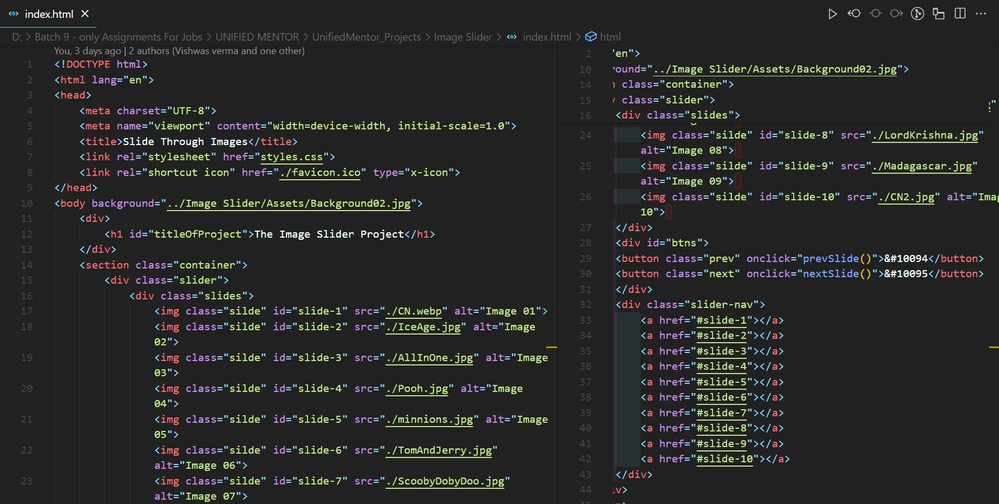 index.html
D: > Batch 9 - only Assignments For Jobs > UNIFIED MENTOR > UnifiedMentor_Projects > Image Slider > index.html > html
You, 3 days ago | 2 authors (Vishwas verma and one other)
1 <!DOCTYPE html>
2 <html lang="en">
3 <head>
4 <meta charset="UTF-8">
5 <meta name="viewport" content="width=device-width, initial-scale=1.0">
6 <title>Slide Through Images</title>
7 <link rel="stylesheet" href="styles.css">
8 <link rel="shortcut icon" href="./favicon.ico" type="x-icon">
9 </head>
10 <body background="../Image Slider/Assets/Background02.jpg">
11 <div>
12 <h1 id="titleOfProject">The Image Slider Project</h1>
13 </div>
14 <section class="container">
15 <div class="slider">
16 <div class="slides">
17 <img class="silde" id="slide-1" src="./CN.webp" alt="Image 01">
18 <img class="silde" id="slide-2" src="./IceAge.jpg" alt="Image
02">
19 <img class="silde" id="slide-3" src="./AllInOne.jpg" alt="Image
03">
20 <img class="silde" id="slide-4" src="./Pooh.jpg" alt="Image
04">
21 <img class="silde" id="slide-5" src="./minnions.jpg" alt="Image
05">
22 <img class="silde" id="slide-6" src="./TomAndJerry.jpg"
alt="Image 06">
23 <img class="silde" id="slide-7" src="./ScoobyDobyDoo.jpg"
alt="Image 07">
2 "en">
10 round="../Image Slider/Assets/Background02.jpg">
14 class="container">
15 class="slider">
16 <div class="slides">
24 <img class="silde" id="slide-8" src="./LordKrishna.jpg"
alt="Image 08">
25 <img class="silde" id="slide-9" src="./Madagascar.jpg"
alt="Image 09">
26 <img class="silde" id="slide-10" src="./CN2.jpg" alt="Imag
10">
27 </div>
28 <div id="btns">
29 <button class="prev" onclick="prevSlide()">&#10094</button>
30 <button class="next" onclick="nextSlide()">&#10095</button>
31 </div>
32 <div class="slider-nav">
33 <a href="#slide-1"></a>
34 <a href="#slide-2"></a>
35 <a href="#slide-3"></a>
36 <a href="#slide-4"></a>
37 <a href="#slide-5"></a>
38 <a href="#slide-6"></a>
39 <a href="#slide-7"></a>
40 <a href="#slide-8"></a>
41 <a href="#slide-9"></a>
42 <a href="#slide-10"></a>
43 </div>
44 iv>